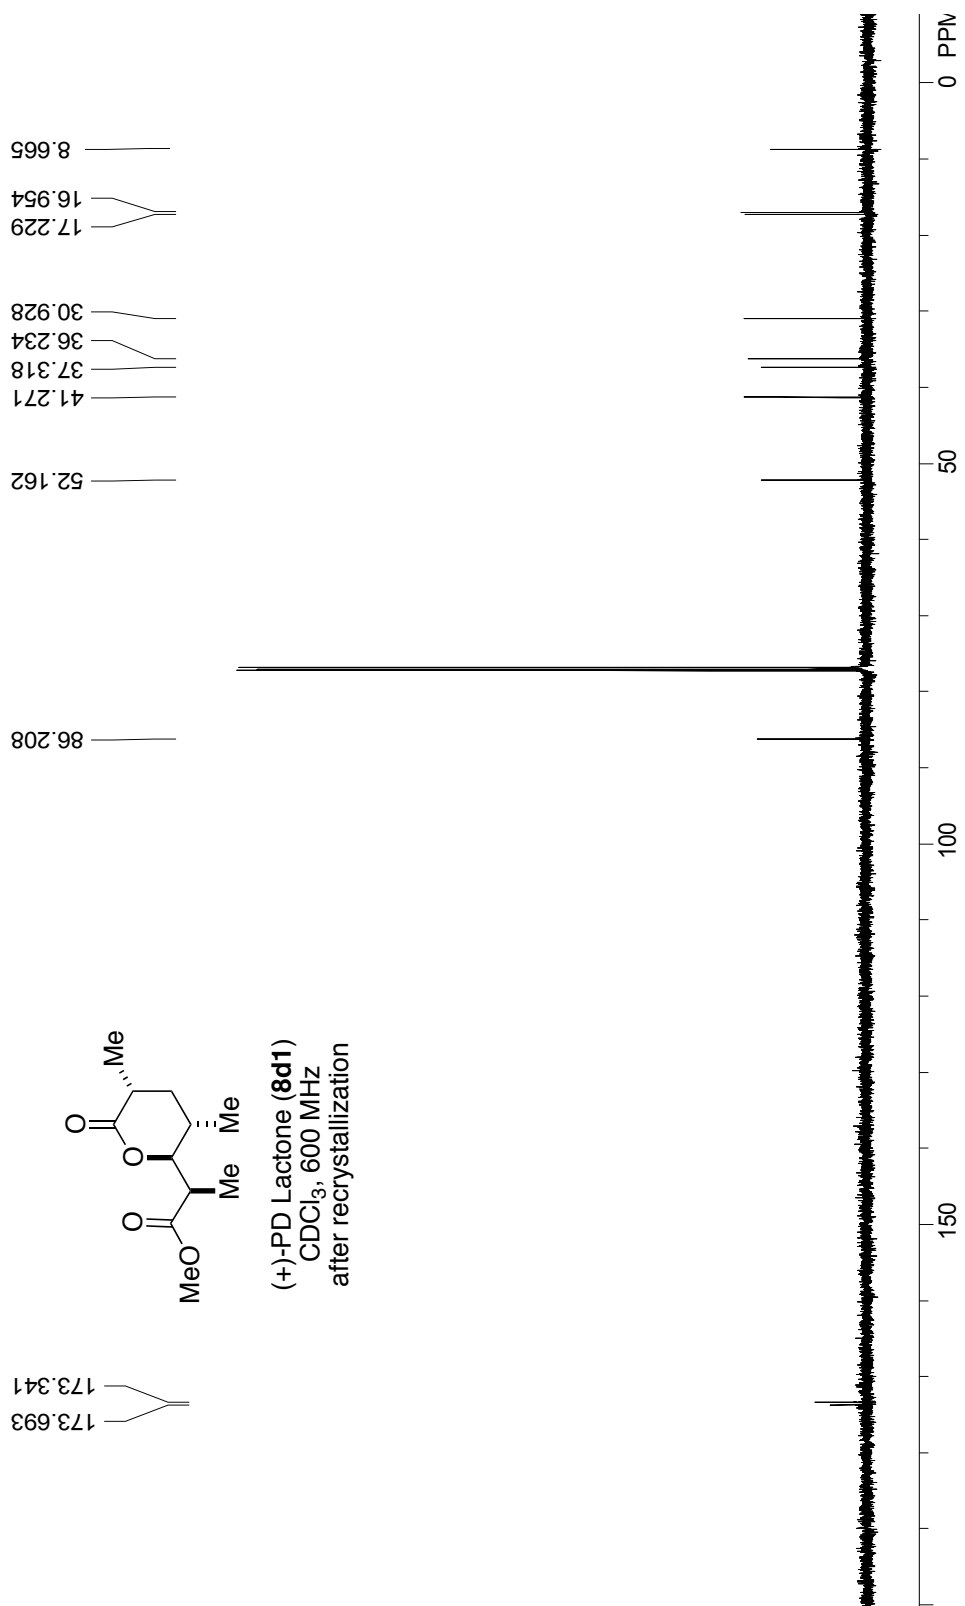 8.665
16.954
17.229
30.928
36.234
37.318
41.271
52.162
86.208
173.341
173.693
O
Me
O
Me
O
Me
MeO
(+)-PD Lactone (8d1)
CDCl3, 600 MHz
after recrystallization
0 PPM
50
100
150